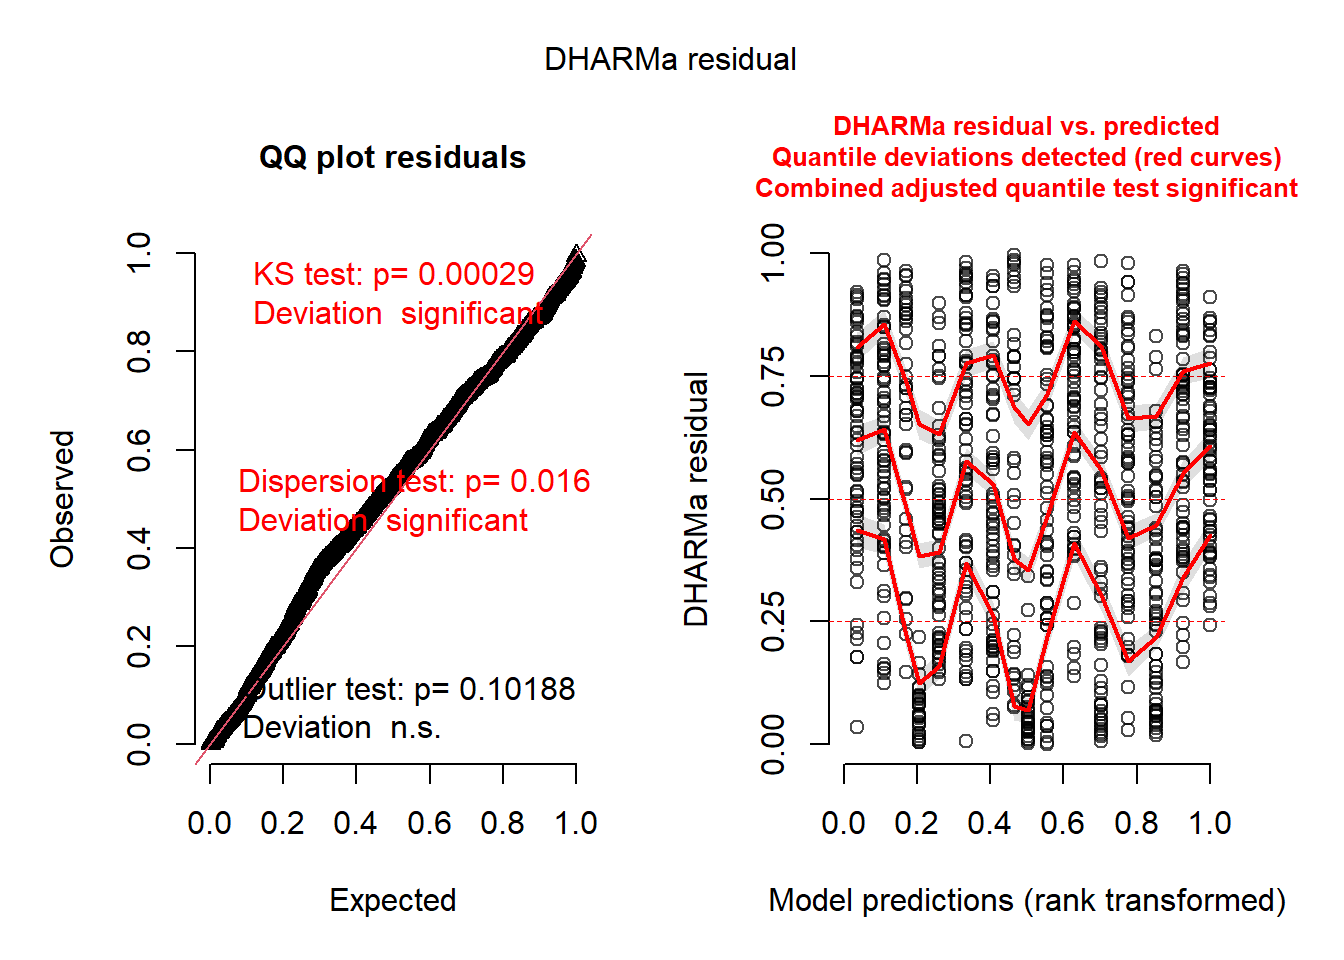 DHARMa residual
QQ plot residuals
KS test: p= 0.00029
Deviation  significant
Dispersion test: p= 0.016
Deviation  significant
Outlier test: p= 0.10188
Deviation  n.s.
Observed
0.0 0.2 0.4 0.6 0.8 1.0
0.0 0.2 0.4 0.6 0.8 1.0
Expected
DHARMa residual vs. predicted
Quantile deviations detected (red curves)
Combined adjusted quantile test significant
DHARMa residual
0.00 0.25 0.50 0.75 1.00
0.0 0.2 0.4 0.6 0.8 1.0
Model predictions (rank transformed)